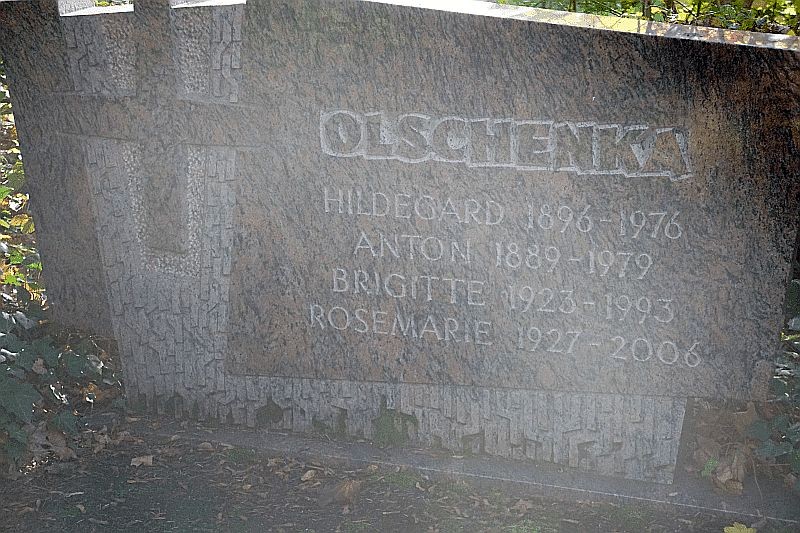 OLSCHENKA
HILDEGARD 1896-1976
ANTON 1889-1979
BRIGITTE 1923-1993
ROSEMARIE 1927-2006